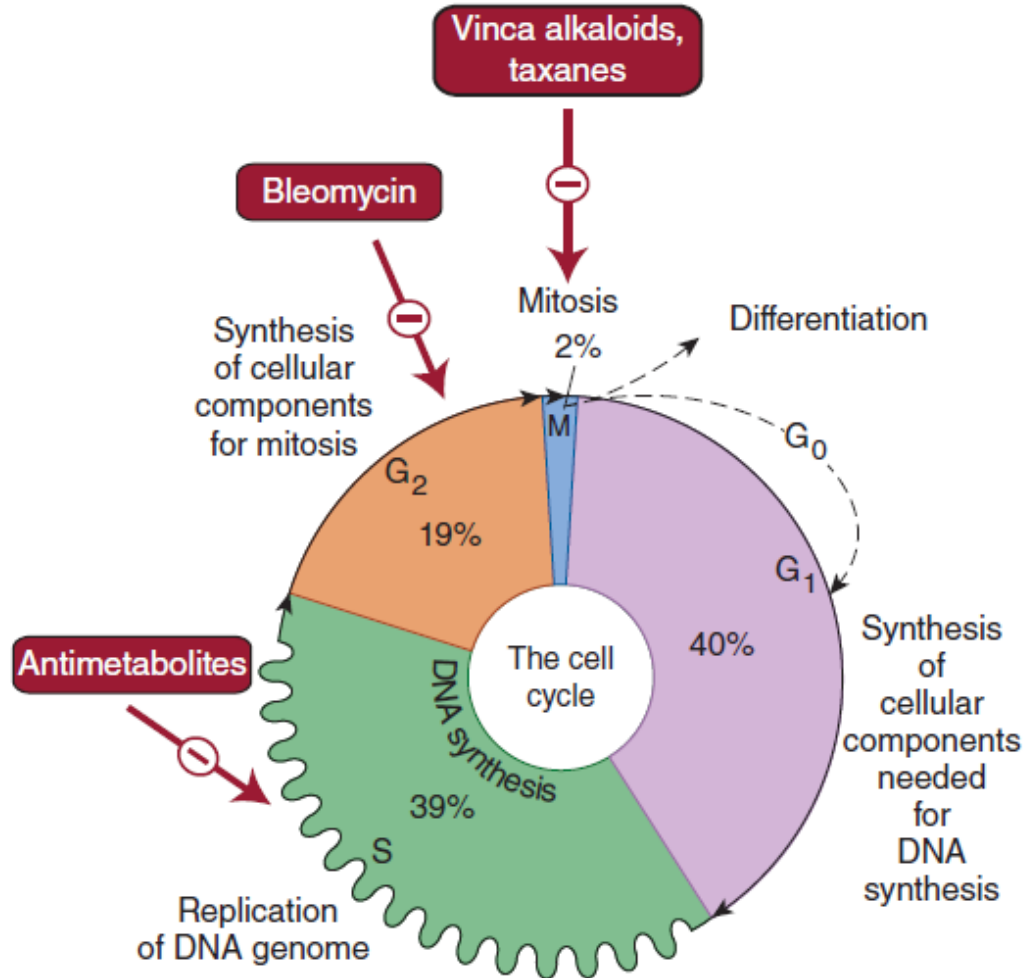 Vinca alkaloids,
taxanes
Bleomycin
Mitosis
2%
Differentiation
Synthesis
of cellular
components
for mitosis
M
G0
G2
19%
G1
40%
The cell
cycle
Synthesis
of
cellular
components
needed
for
DNA
synthesis
Antimetabolites
DNA synthesis
39%
S
Replication
of DNA genome